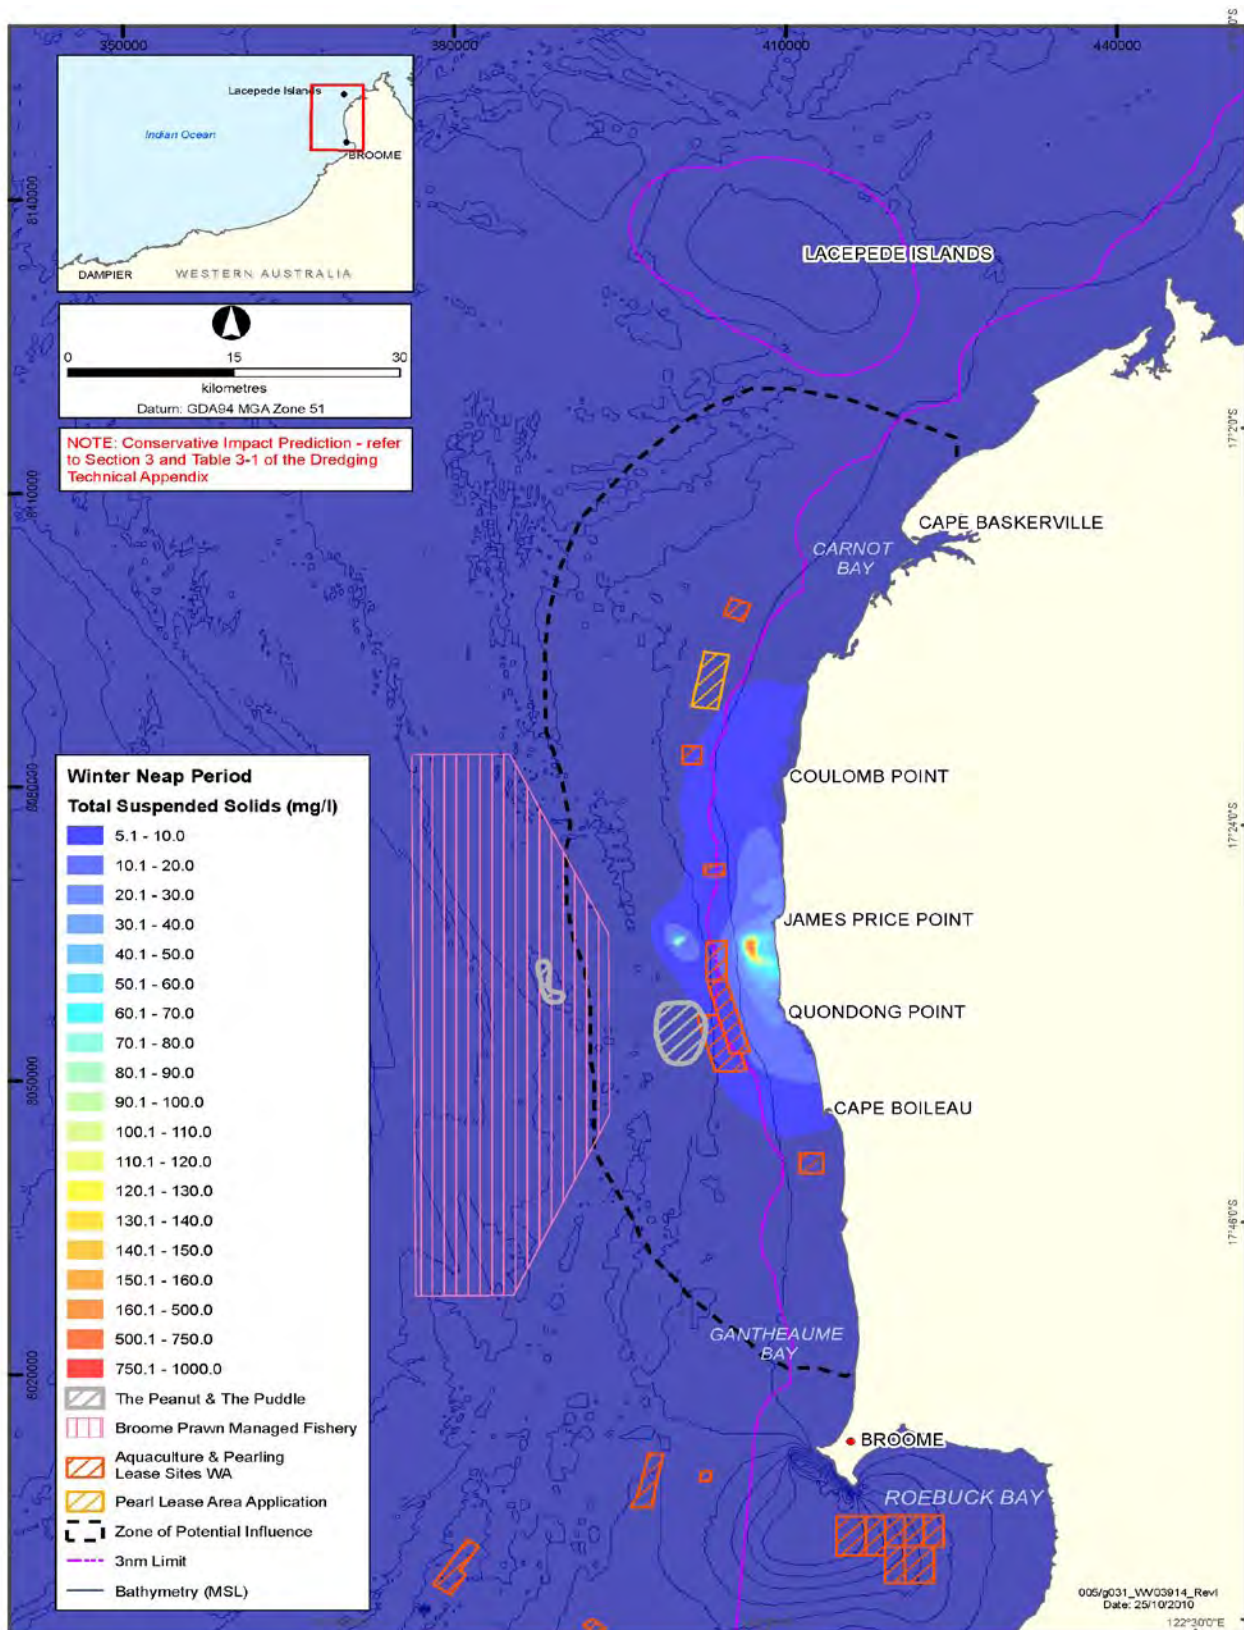 350000
380000
410000
440000
Lacepede Islands
Indian Ocean
BROOME
DAMPIER
WESTERN AUSTRALIA
0
15
30
kilometres
Datum: GDA94 MGA Zone 51
NOTE: Conservative Impact Prediction - refer
to Section 3 and Table 3-1 of the Dredging
Technical Appendix
8140000
8110000
8080000
8050000
8020000
LACEPEDE ISLANDS
CAPE BASKERVILLE
CARNOT
BAY
COULOMB POINT
JAMES PRICE POINT
QUONDONG POINT
CAPE BOILEAU
GANTHEAUME
BAY
BROOME
ROEBUCK BAY
17°2'0"S
17°24'0"S
17°46'0"S
122°30'0"E
Winter Neap Period
Total Suspended Solids (mg/l)
5.1 - 10.0
10.1 - 20.0
20.1 - 30.0
30.1 - 40.0
40.1 - 50.0
50.1 - 60.0
60.1 - 70.0
70.1 - 80.0
80.1 - 90.0
90.1 - 100.0
100.1 - 110.0
110.1 - 120.0
120.1 - 130.0
130.1 - 140.0
140.1 - 150.0
150.1 - 160.0
160.1 - 500.0
500.1 - 750.0
750.1 - 1000.0
The Peanut & The Puddle
Broome Prawn Managed Fishery
Aquaculture & Pearling
Lease Sites WA
Pearl Lease Area Application
Zone of Potential Influence
3nm Limit
Bathymetry (MSL)
Date: 25/10/2010